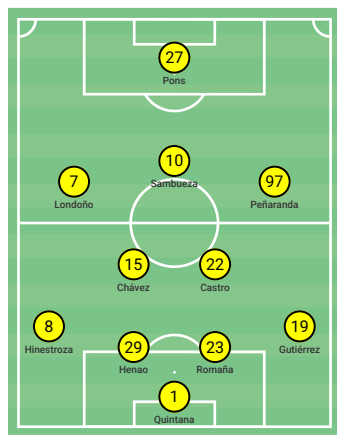 27
Pons
10
Sambueza
7
Londoño
97
Peñaranda
15
Chávez
22
Castro
8
Hinestroza
19
Gutiérrez
29
Henao
23
Romaña
1
Quintana